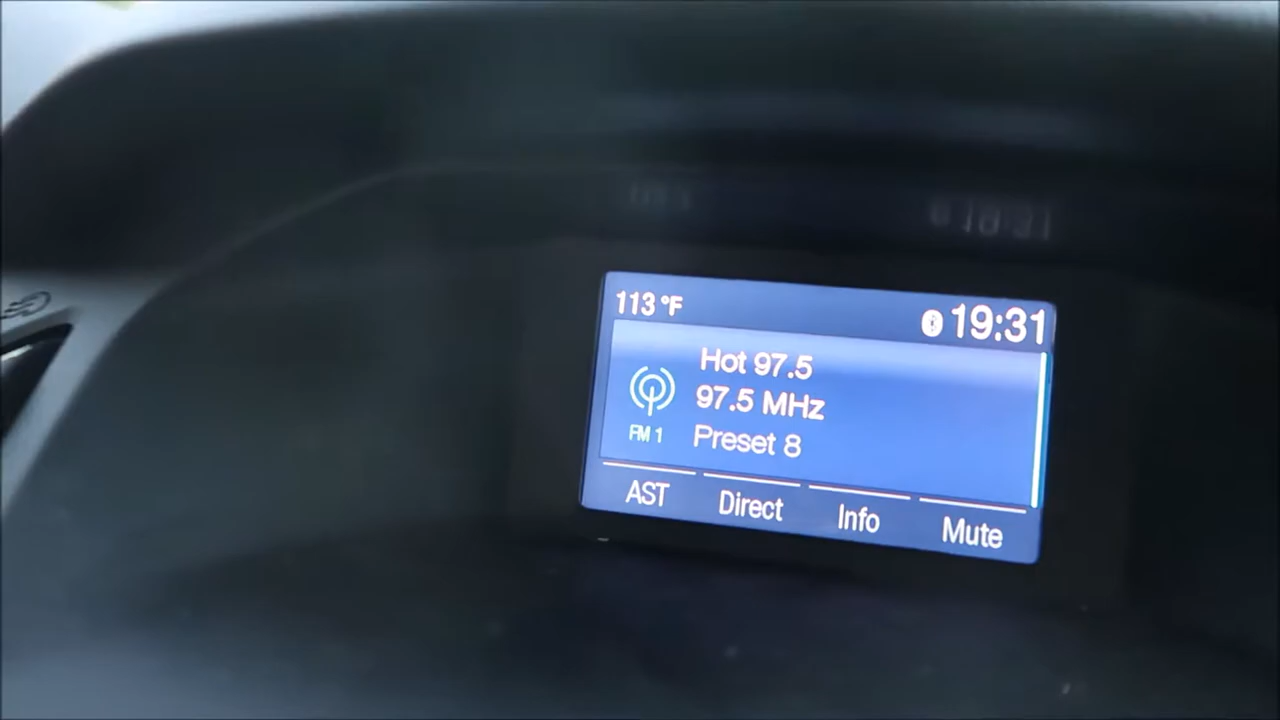 113 °F 19:31
Hot 97.5
97.5 MHz
FM 1 Preset 8
AST Direct Info Mute